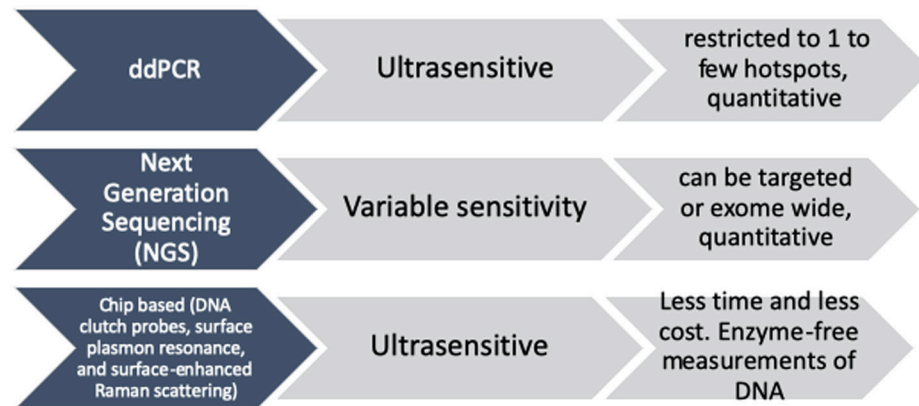 ddPCR
Ultrasensitive
restricted to 1 to
few hotspots,
quantitative
Next
Generation
Sequencing
(NGS)
Variable sensitivity
can be targeted
or exome wide,
quantitative
Chip based (DNA
clutch probes, surface
plasmon resonance,
and surface-enhanced
Raman scattering)
Ultrasensitive
Less time and less
cost. Enzyme-free
measurements of
DNA